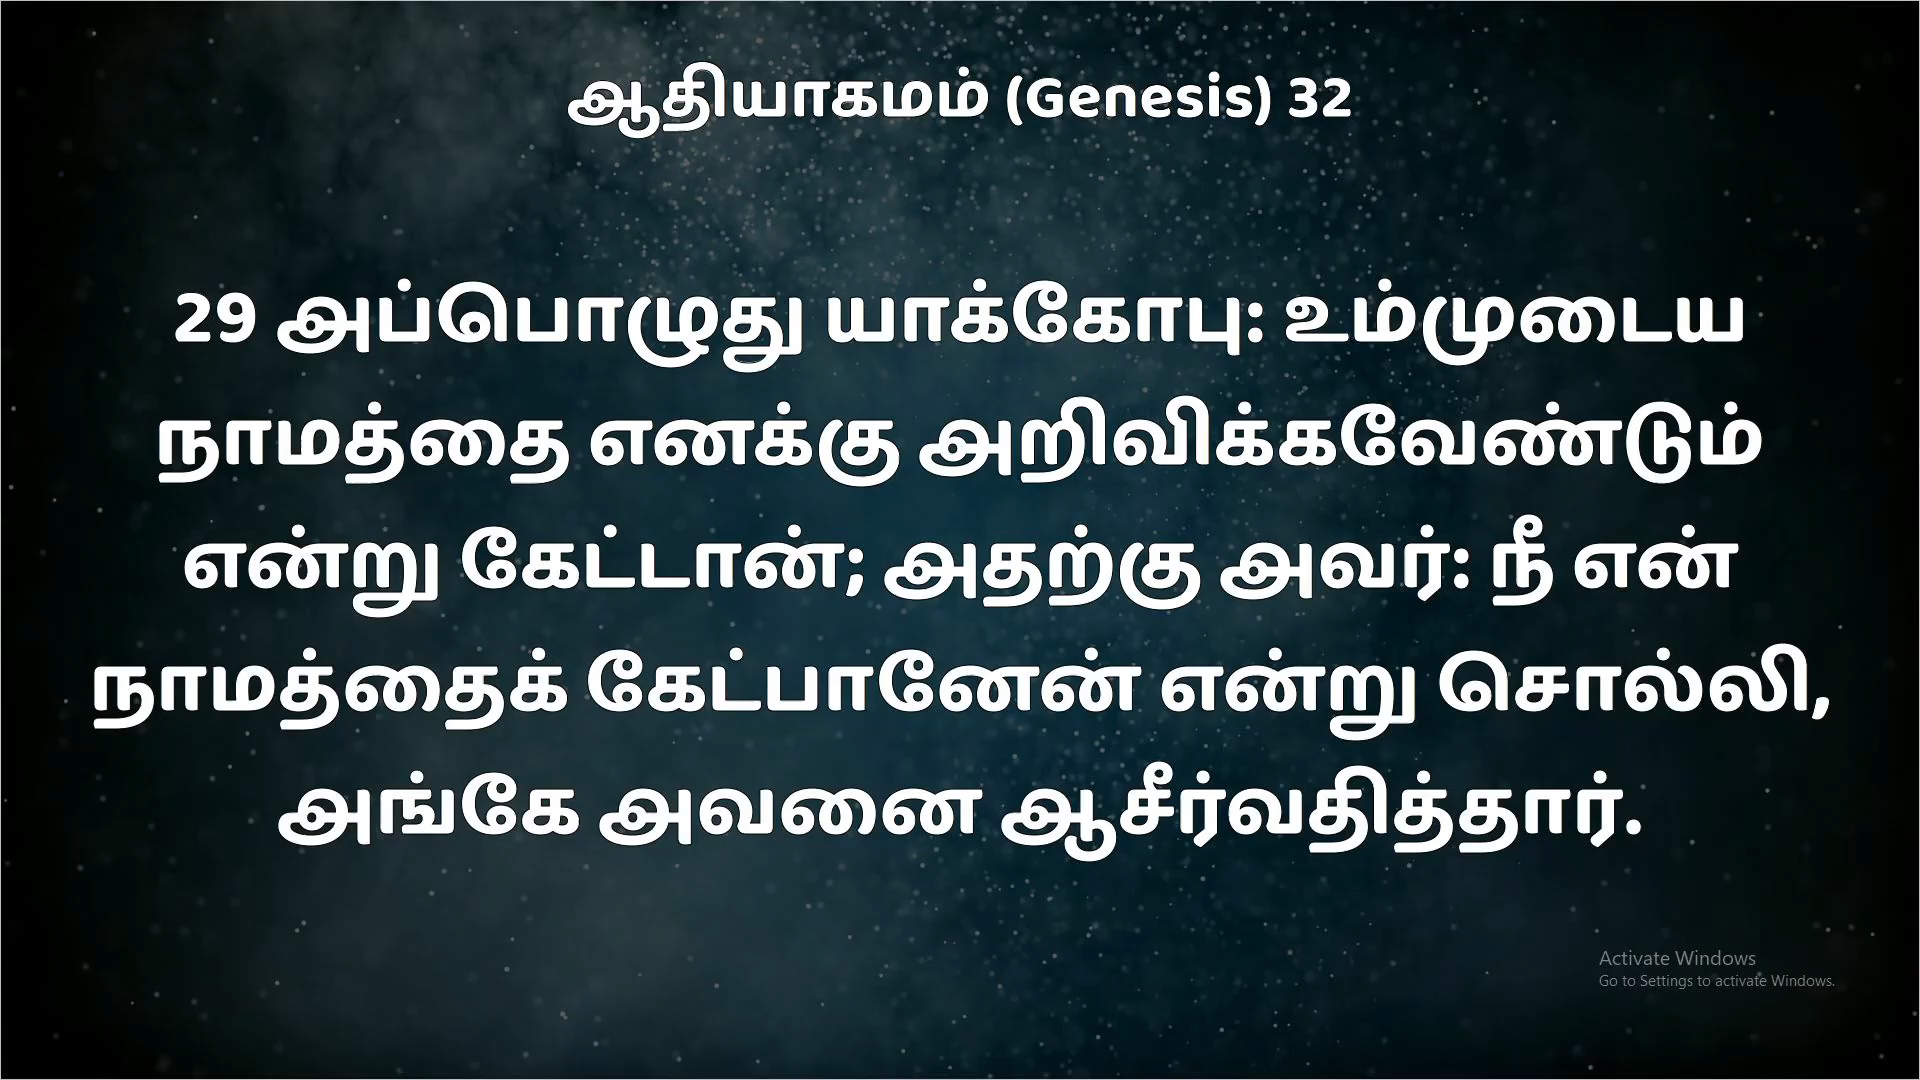 ஆதியாகமம் (Genesis) 32
29 அப்பொழுது யாக்கோபு: உம்முடைய
நாமத்தை எனக்கு அறிவிக்கவேண்டும்
என்று கேட்டான்; அதற்கு அவர்: நீ என்
நாமத்தைக் கேட்பானேன் என்று சொல்லி,
அங்கே அவனை ஆசீர்வதித்தார்.
Activate Windows
Go to Settings to activate Windows.